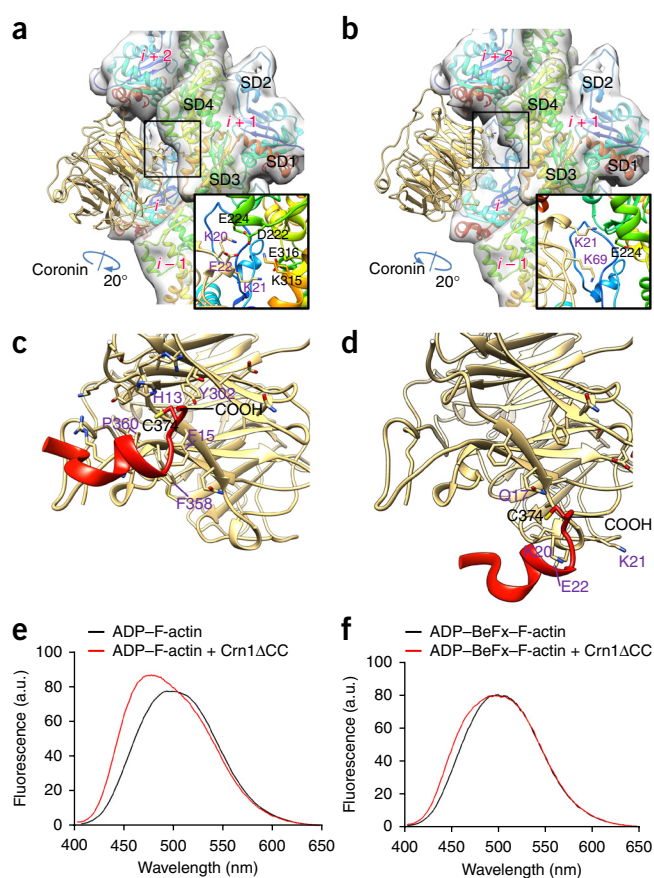 a
i + 2
SD2
SD4
i + 1
SD1
SD3
i
i – 1
Coronin
20°
E224
K20
D222
E316
E22
K315
K21
b
i + 2
SD2
SD4
i + 1
SD1
SD3
i
– 1
Coronin
20°
K21
K69
E224
c
H13
Y302
COOH
P360
C374
E15
F358
d
Q17
C374
COOH
K20
K21
E22
e
ADP–F-actin
ADP–F-actin + Crn1ΔCC
Fluorescence (a.u.)
100
80
60
40
20
0
400 450 500 550 600 650
Wavelength (nm)
f
ADP–BeFx–F-actin
ADP–BeFx–F-actin + Crn1ΔCC
Fluorescence (a.u.)
100
80
60
40
20
0
400 450 500 550 600 650
Wavelength (nm)